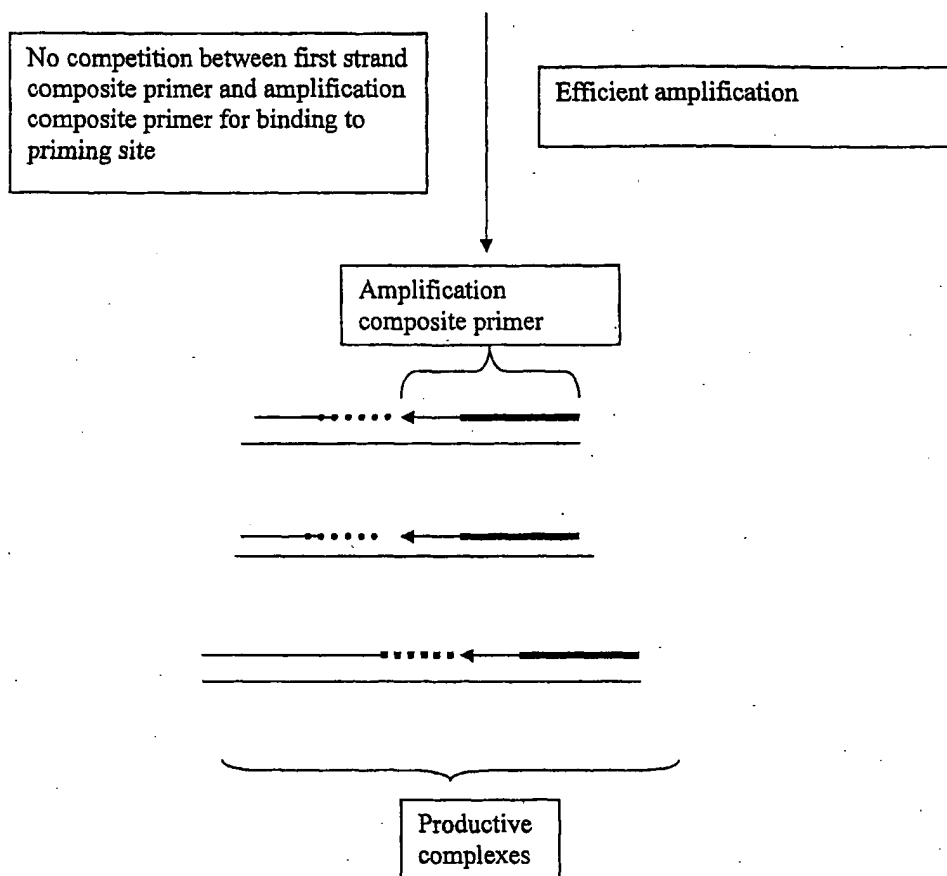 No competition between first strand
composite primer and amplification
composite primer for binding to
priming site
Efficient amplification
Amplification
composite primer
Productive
complexes